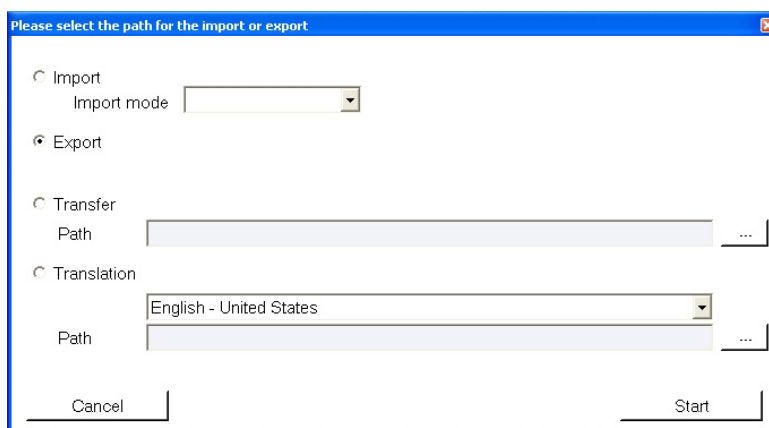 Please select the path for the import or export
Import
Import mode
Export
Transfer
Path
...
Translation
English - United States
Path
...
Cancel
Start